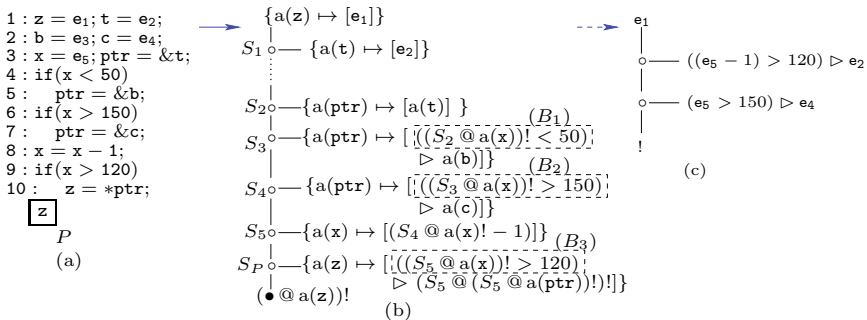 1 : z = e₁; t = e₂;
2 : b = e₃; c = e₄;
3 : x = e₅; ptr = &t;
4 : if(x < 50)
5 : ptr = &b;
6 : if(x > 150)
7 : ptr = &c;
8 : x = x − 1;
9 : if(x > 120)
10 : z = *ptr;
z
P
(a)
{a(z) ↦ [e₁]}
S₁ {a(t) ↦ [e₂]}
S₂ {a(ptr) ↦ [a(t)] }
(B₁)
S₃ {a(ptr) ↦ [ ((S₂ @ a(x))! < 50)
▷ a(b)]}
(B₂)
S₄ {a(ptr) ↦ [ ((S₃ @ a(x))! > 150)
▷ a(c)]}
S₅ {a(x) ↦ [(S₄ @ a(x)! − 1)]}
(B₃)
S_P {a(z) ↦ [ ((S₅ @ a(x))! > 120)
▷ (S₅ @ (S₅ @ a(ptr))!)!]}
(• @ a(z))!
(b)
e₁
((e₅ − 1) > 120) ▷ e₂
(e₅ > 150) ▷ e₄
!
(c)